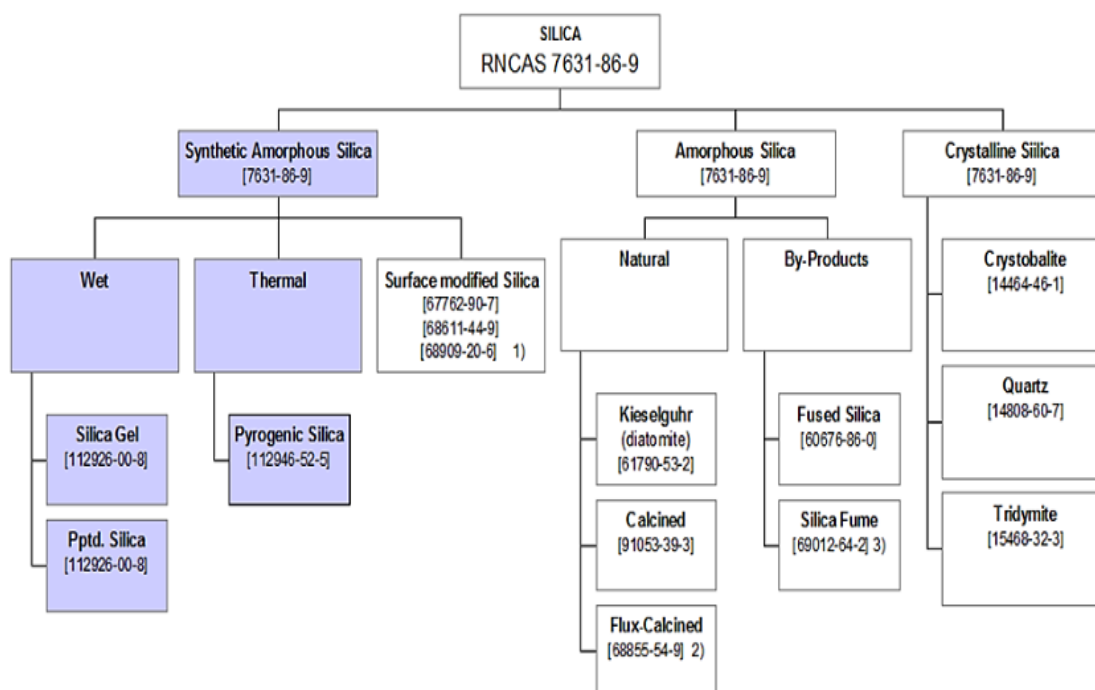 SILICA
RNCAS 7631-86-9
Synthetic Amorphous Silica
[7631-86-9]
Amorphous Silica
[7631-86-9]
Crystalline Siilica
[7631-86-9]
Wet
Thermal
Surface modified Silica
[67762-90-7]
[68611-44-9]
[68909-20-6] 1)
Natural
By-Products
Crystobalite
[14464-46-1]
Silica Gel
[112926-00-8]
Pyrogenic Silica
[112946-52-5]
Kieselguhr
(diatomite)
[61790-53-2]
Fused Silica
[60676-86-0]
Quartz
[14808-60-7]
Pptd. Silica
[112926-00-8]
Calcined
[91053-39-3]
Silica Fume
[69012-64-2] 3)
Tridymite
[15468-32-3]
Flux-Calcined
[68855-54-9] 2)